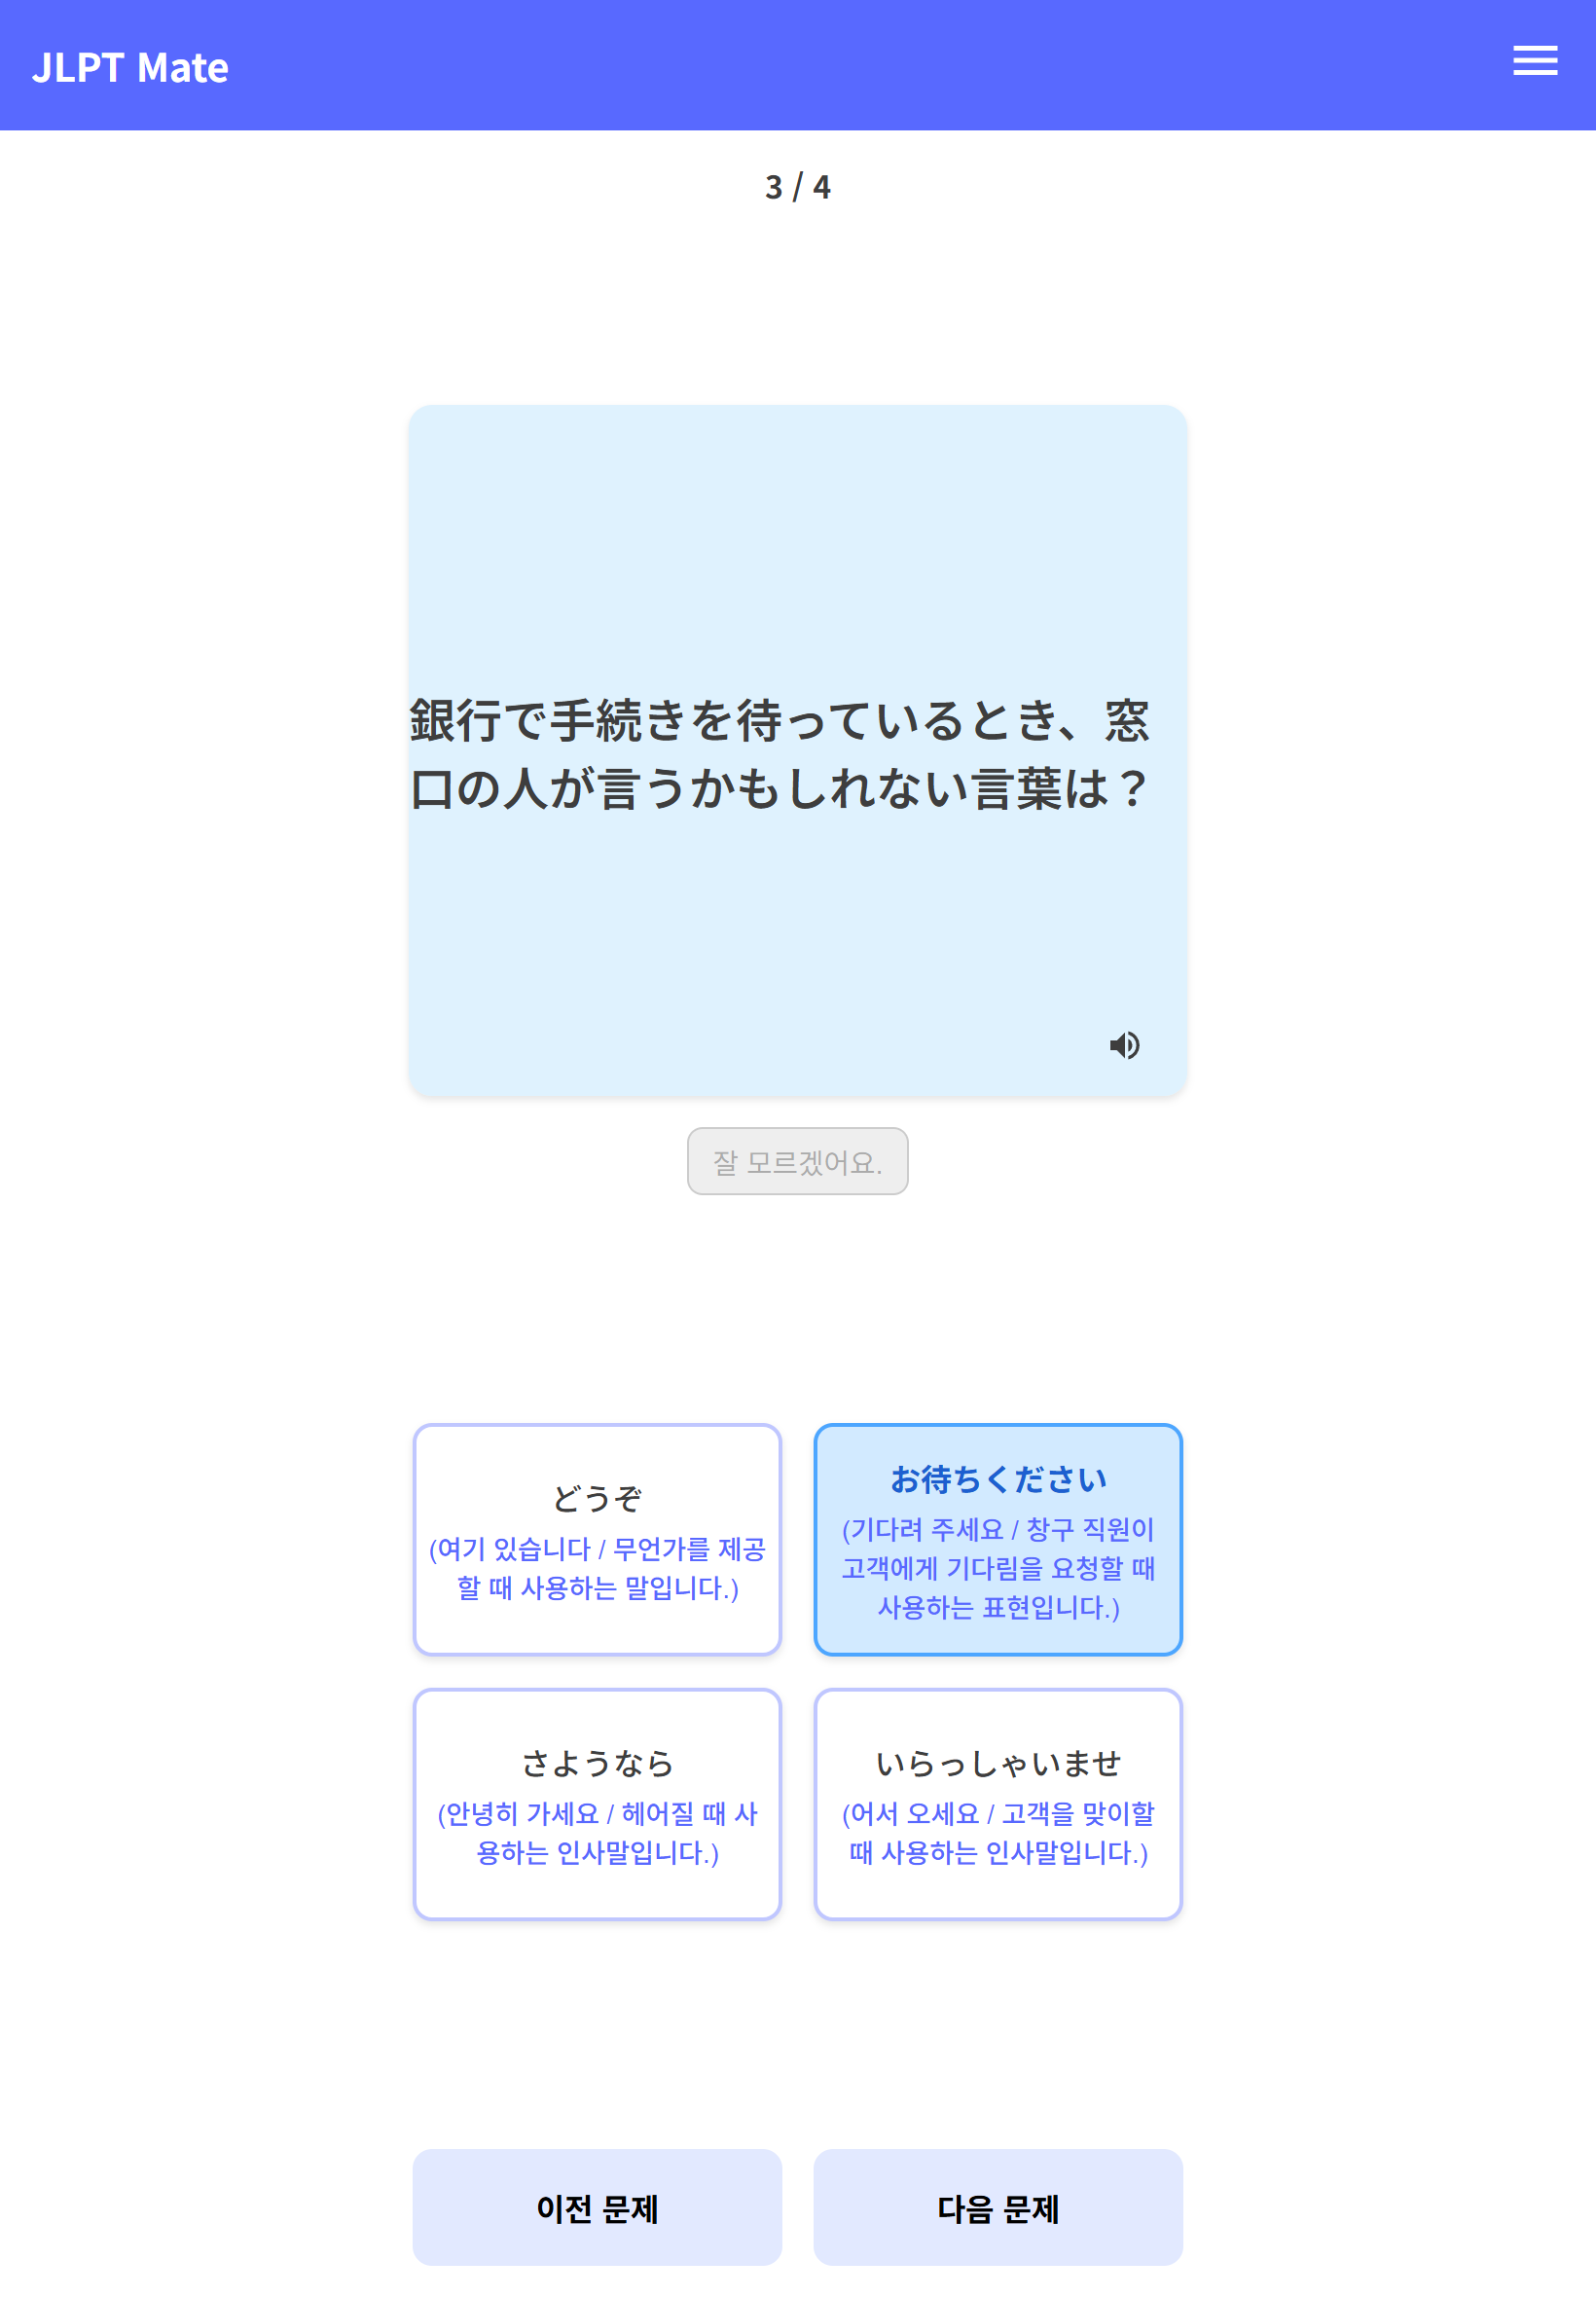 JLPT Mate
3 / 4
銀行で手続きを待っているとき、窓
口の人が言うかもしれない言葉は？
잘 모르겠어요.
どうぞ
(여기 있습니다 / 무언가를 제공
할 때 사용하는 말입니다.)
お待ちください
(기다려 주세요 / 창구 직원이
고객에게 기다림을 요청할 때
사용하는 표현입니다.)
さようなら
(안녕히 가세요 / 헤어질 때 사
용하는 인사말입니다.)
いらっしゃいませ
(어서 오세요 / 고객을 맞이할
때 사용하는 인사말입니다.)
이전 문제
다음 문제